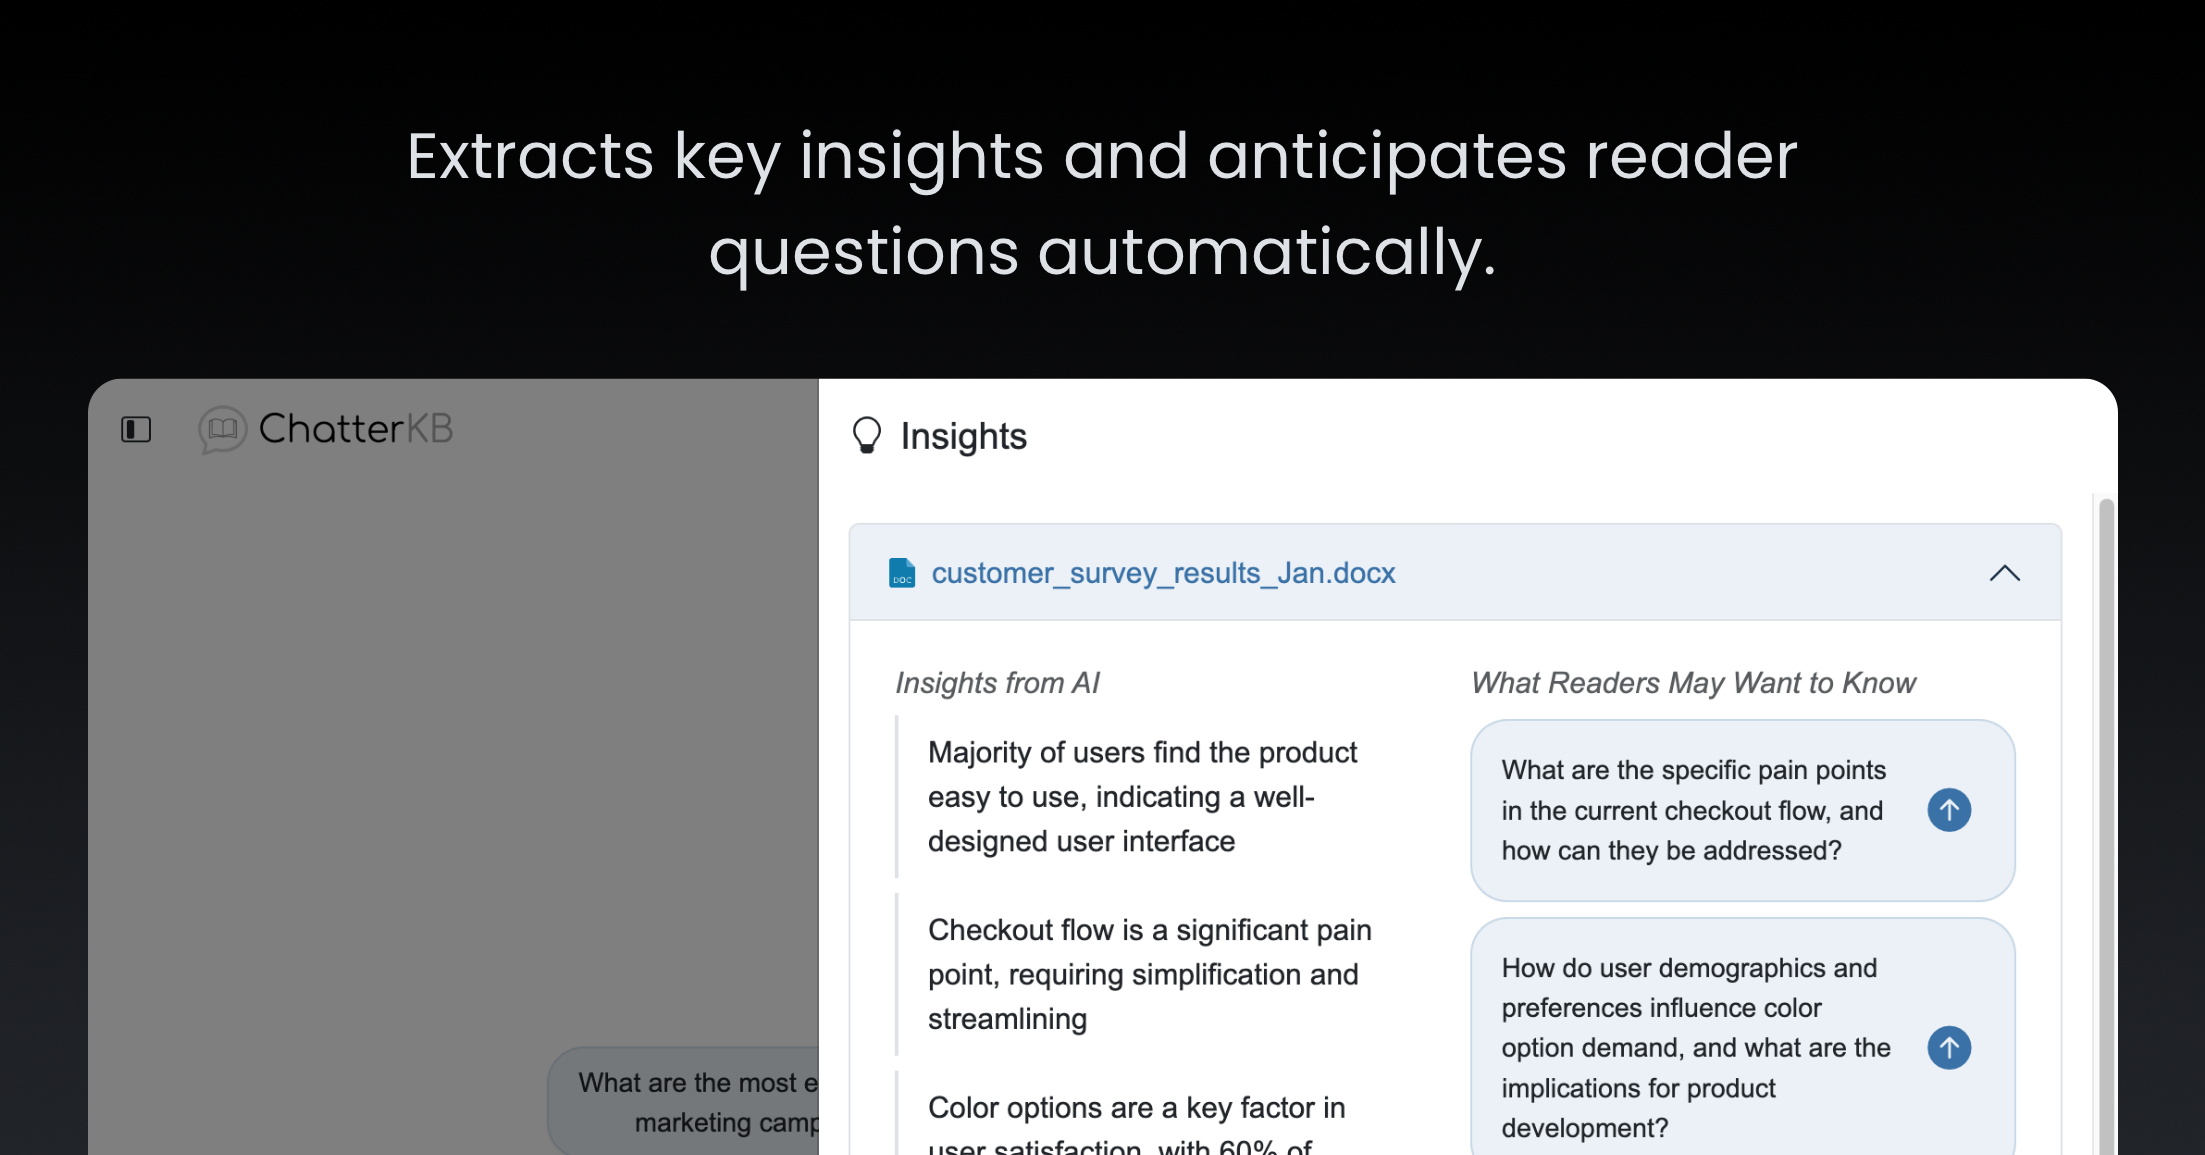 Extracts key insights and anticipates reader
questions automatically.
ChatterKB
What are the most e
marketing camp
Insights
DOC
customer_survey_results_Jan.docx
Insights from AI
Majority of users find the product
easy to use, indicating a well-
designed user interface
Checkout flow is a significant pain
point, requiring simplification and
streamlining
Color options are a key factor in
user satisfaction, with 60% of
What Readers May Want to Know
What are the specific pain points
in the current checkout flow, and
how can they be addressed?
How do user demographics and
preferences influence color
option demand, and what are the
implications for product
development?